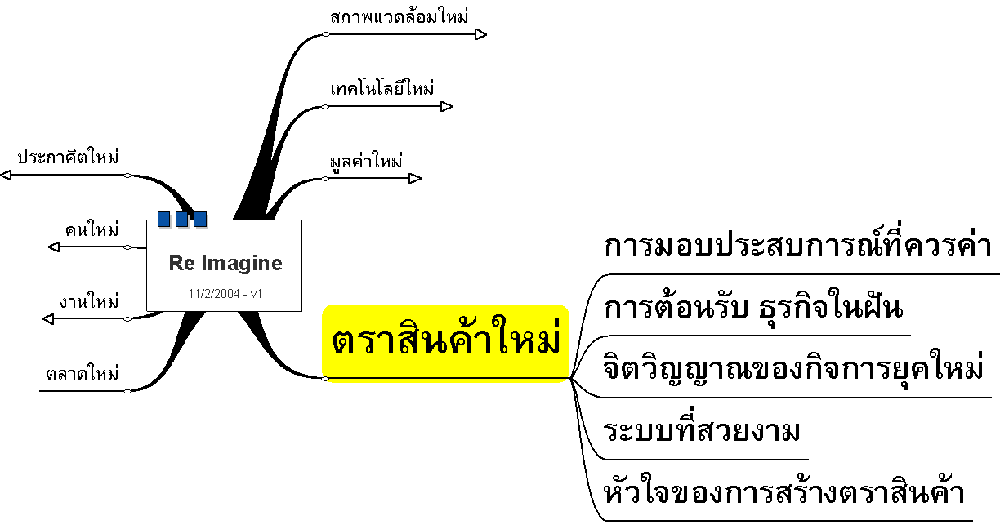 สภาพแวดล้อมใหม่
เทคโนโลยีใหม่
มูลค่าใหม่
ประกาศิตใหม่
คนใหม่
งานใหม่
ตลาดใหม่
Re Imagine
11/2/2004 - v1
ตราสินค้าใหม่
การมอบประสบการณ์ที่ควรค่า
การต้อนรับ ธุรกิจในฝัน
จิตวิญญาณของกิจการยุคใหม่
ระบบที่สวยงาม
หัวใจของการสร้างตราสินค้า